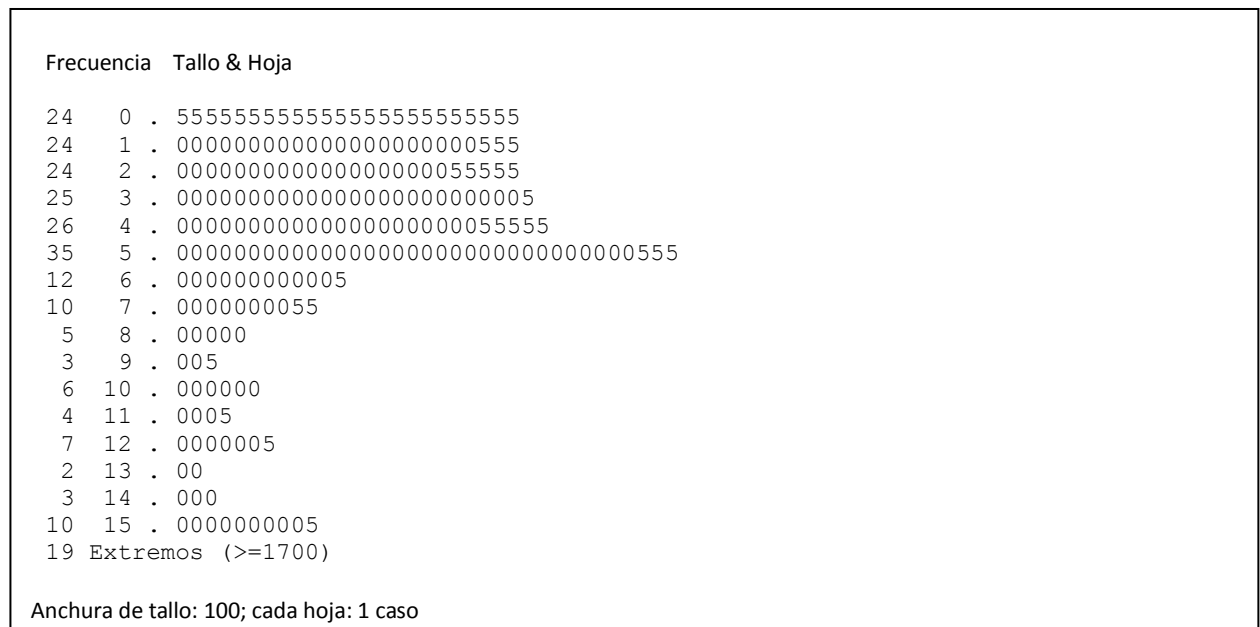 Frecuencia Tallo & Hoja
24 0 . 555555555555555555555555
24 1 . 000000000000000000000555
24 2 . 000000000000000000055555
25 3 . 0000000000000000000000005
26 4 . 00000000000000000000055555
35 5 . 00000000000000000000000000000000555
12 6 . 000000000005
10 7 . 0000000055
5 8 . 00000
3 9 . 005
6 10 . 000000
4 11 . 0005
7 12 . 0000005
2 13 . 00
3 14 . 000
10 15 . 0000000005
19 Extremos (>=1700)
Anchura de tallo: 100; cada hoja: 1 caso